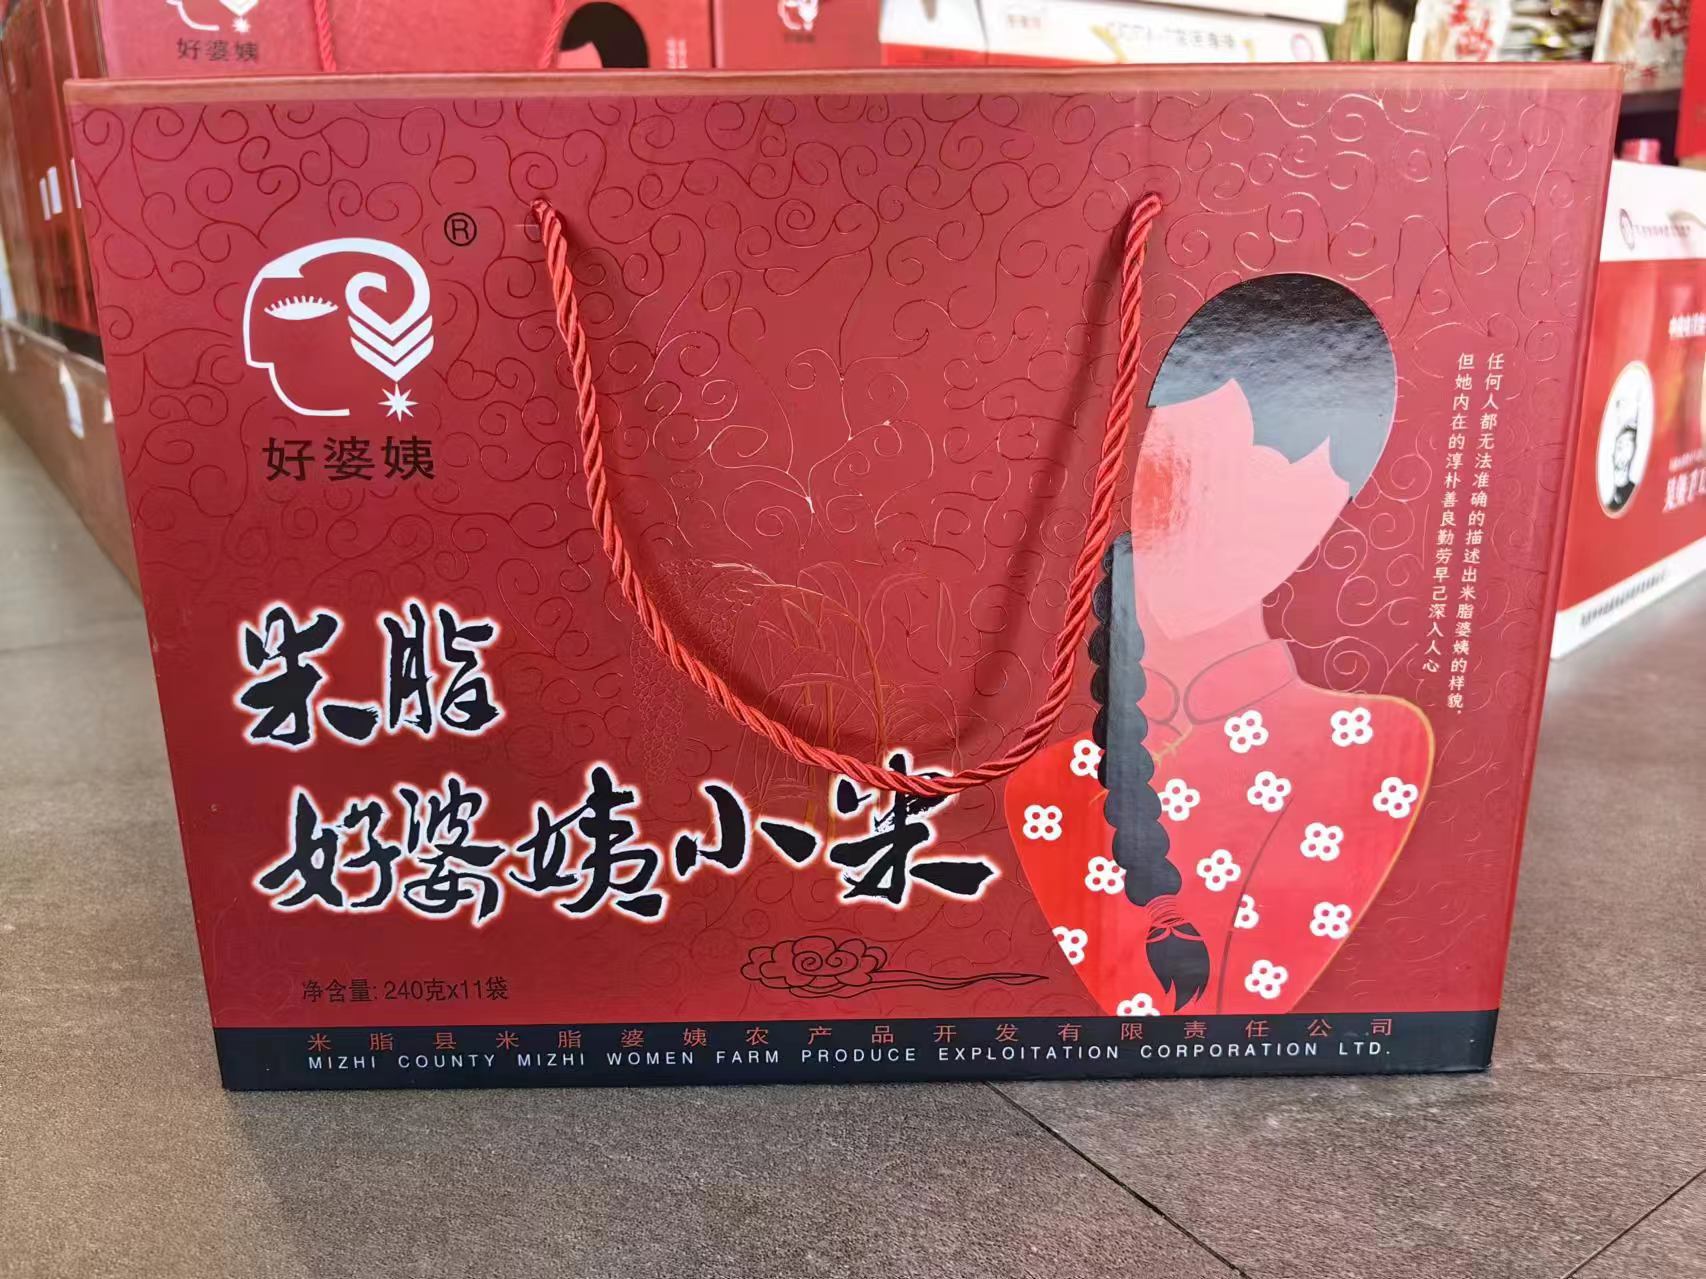 好婆姨
®
好婆姨
任何人都无法准确的描述出米脂婆姨的样貌，
但她内在的淳朴善良勤劳早已深入人心
米脂
好婆姨小米
净含量: 240克x11袋
米脂县米脂婆姨农产品开发有限责任公司
MIZHI COUNTY MIZHI WOMEN FARM PRODUCE EXPLOITATION CORPORATION LTD.